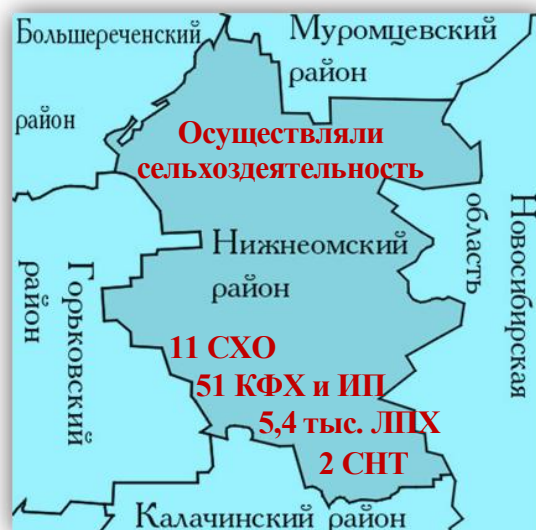 Большереченский
район
Муромцевский
район
Осуществляли
сельхоздеятельность
Нижнеомский
район
Новосибирская
область
Горьковский
район
11 СХО
51 КФХ и ИП
5,4 тыс. ЛПХ
2 СНТ
Калачинский район